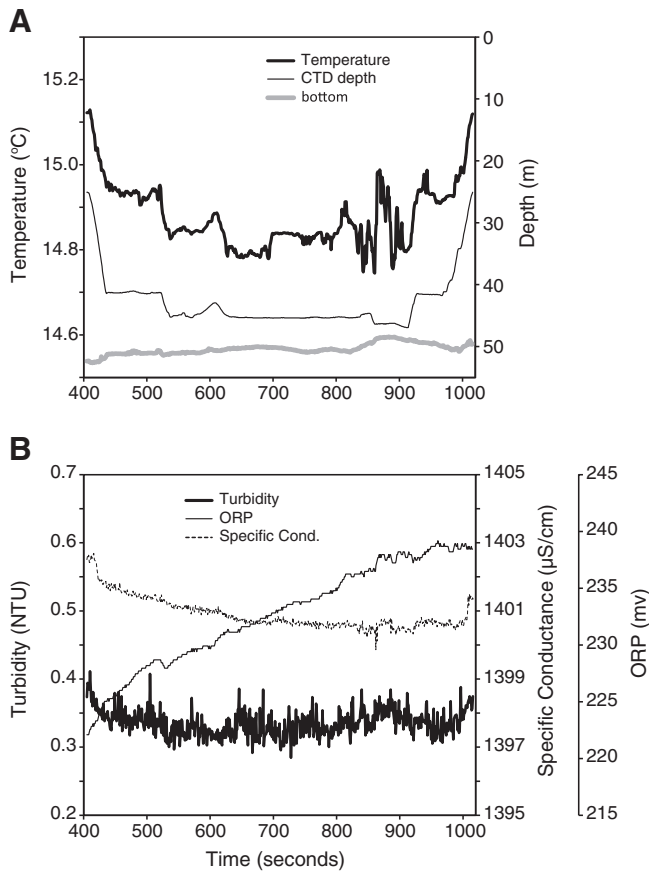 A
Temperature
CTD depth
bottom
Temperature (ºC)
15.2
15.0
14.8
14.6
0
10
20
30
40
50
Depth (m)
400 500 600 700 800 900 1000
B
Turbidity
ORP
Specific Cond.
Turbidity (NTU)
0.7
0.6
0.5
0.4
0.3
0.2
1405
1403
1401
1399
1397
1395
Specific Conductance (µS/cm)
245
240
235
230
225
220
215
ORP (mv)
400 500 600 700 800 900 1000
Time (seconds)